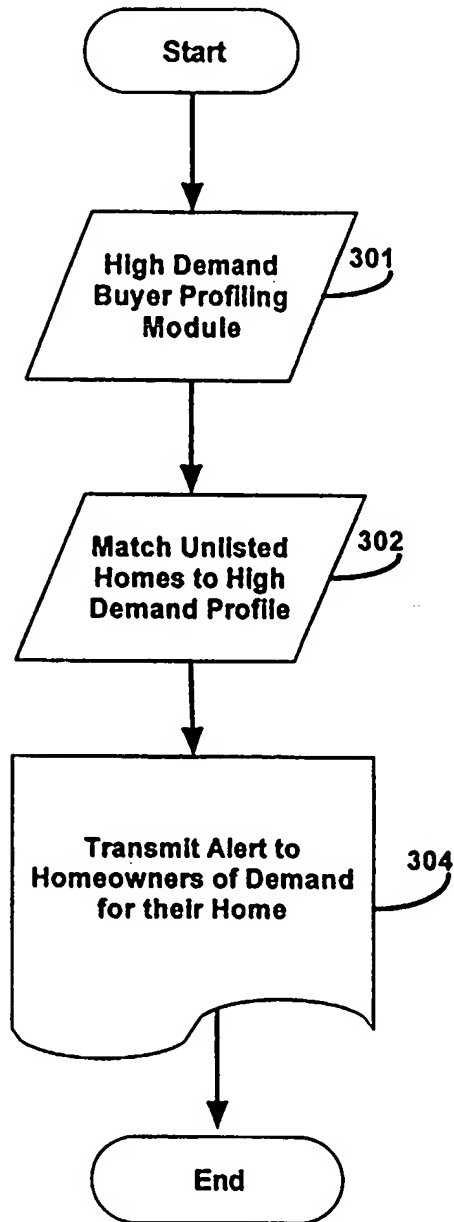 Start
High Demand
Buyer Profiling
Module
301
Match Unlisted
Homes to High
Demand Profile
302
Transmit Alert to
Homeowners of Demand
for their Home
304
End